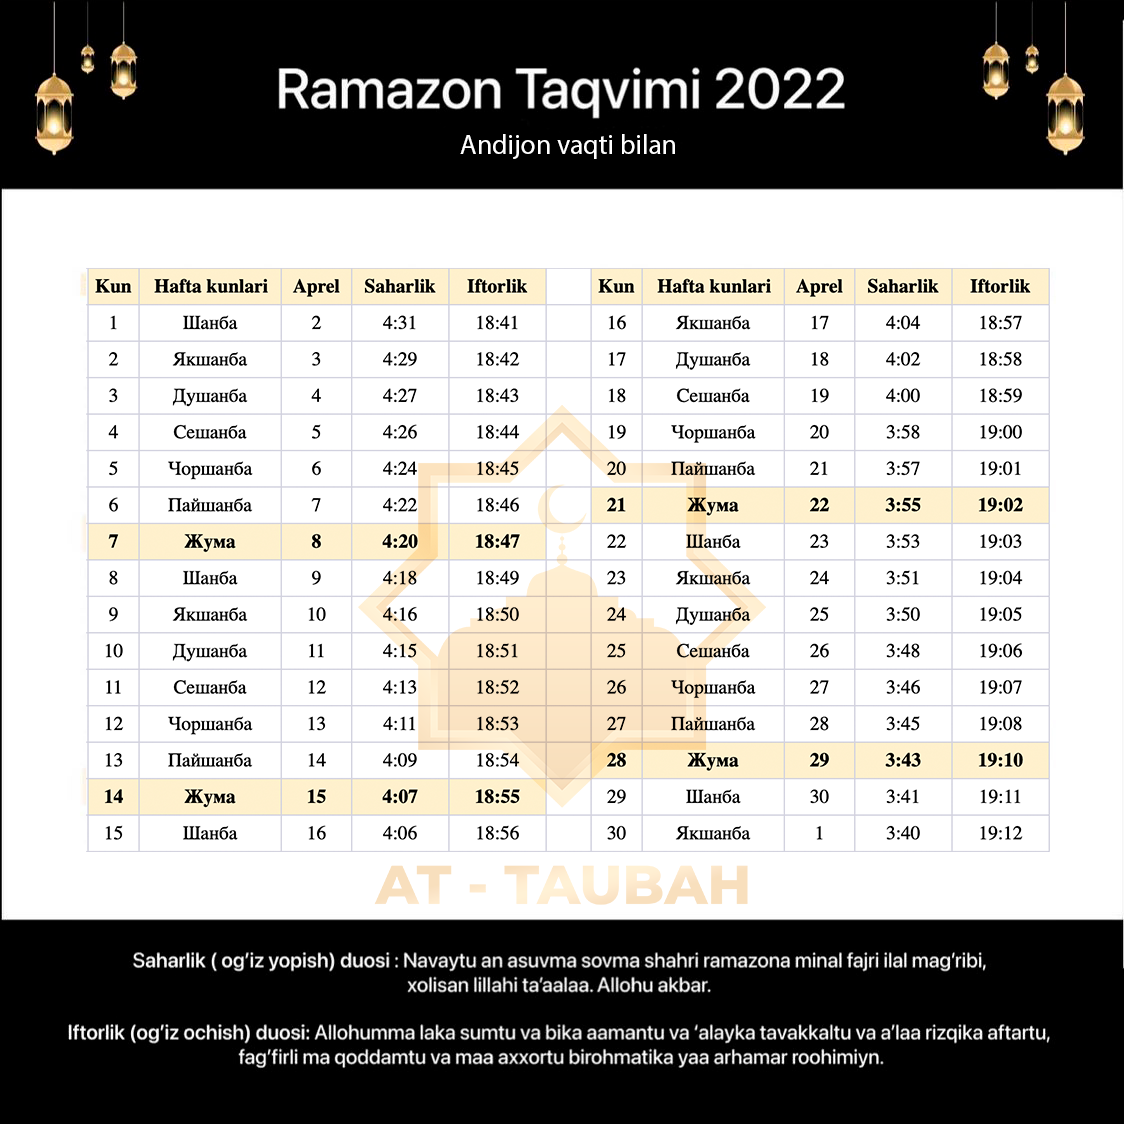 Ramazon Taqvimi 2022
Andijon vaqti bilan
Kun Hafta kunlari Aprel Saharlik Iftorlik Kun Hafta kunlari Aprel Saharlik Iftorlik
1 Шанба 2 4:31 18:41 16 Якшанба 17 4:04 18:57
2 Якшанба 3 4:29 18:42 17 Душанба 18 4:02 18:58
3 Душанба 4 4:27 18:43 18 Сешанба 19 4:00 18:59
4 Сешанба 5 4:26 18:44 19 Чоршанба 20 3:58 19:00
5 Чоршанба 6 4:24 18:45 20 Пайшанба 21 3:57 19:01
6 Пайшанба 7 4:22 18:46 21 Жума 22 3:55 19:02
7 Жума 8 4:20 18:47 22 Шанба 23 3:53 19:03
8 Шанба 9 4:18 18:49 23 Якшанба 24 3:51 19:04
9 Якшанба 10 4:16 18:50 24 Душанба 25 3:50 19:05
10 Душанба 11 4:15 18:51 25 Сешанба 26 3:48 19:06
11 Сешанба 12 4:13 18:52 26 Чоршанба 27 3:46 19:07
12 Чоршанба 13 4:11 18:53 27 Пайшанба 28 3:45 19:08
13 Пайшанба 14 4:09 18:54 28 Жума 29 3:43 19:10
14 Жума 15 4:07 18:55 29 Шанба 30 3:41 19:11
15 Шанба 16 4:06 18:56 30 Якшанба 1 3:40 19:12
AT - TAUBAH
Saharlik ( og‘iz yopish) duosi : Navaytu an asuvma sovma shahri ramazona minal fajri ilal mag‘ribi,
xolisan lillahi ta’aalaa. Allohu akbar.
Iftorlik (og‘iz ochish) duosi: Allohumma laka sumtu va bika aamantu va ‘alayka tavakkaltu va a’laa rizqika aftartu,
fag‘firli ma qoddamtu va maa axxortu birohmatika yaa arhamar roohimiyn.